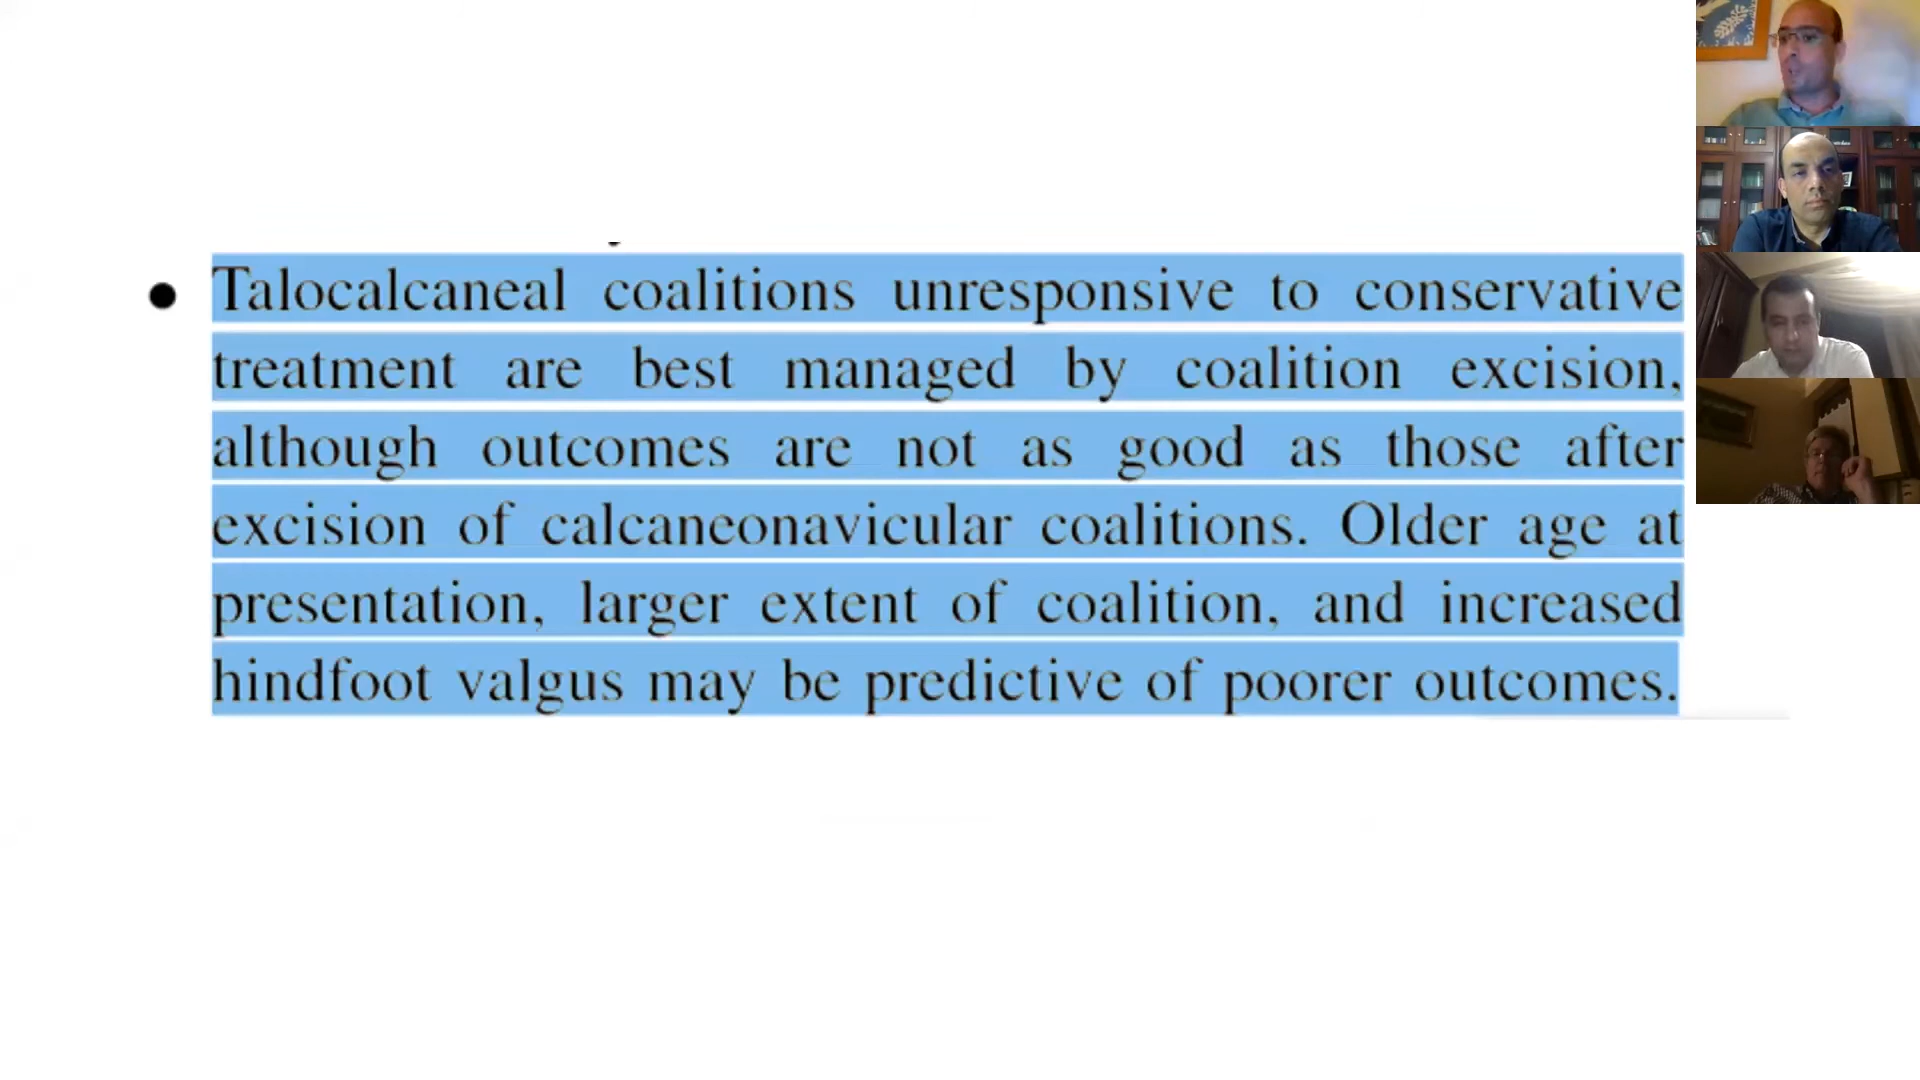 ● Talocalcaneal coalitions unresponsive to conservative
treatment are best managed by coalition excision,
although outcomes are not as good as those after
excision of calcaneonavicular coalitions. Older age at
presentation, larger extent of coalition, and increased
hindfoot valgus may be predictive of poorer outcomes.